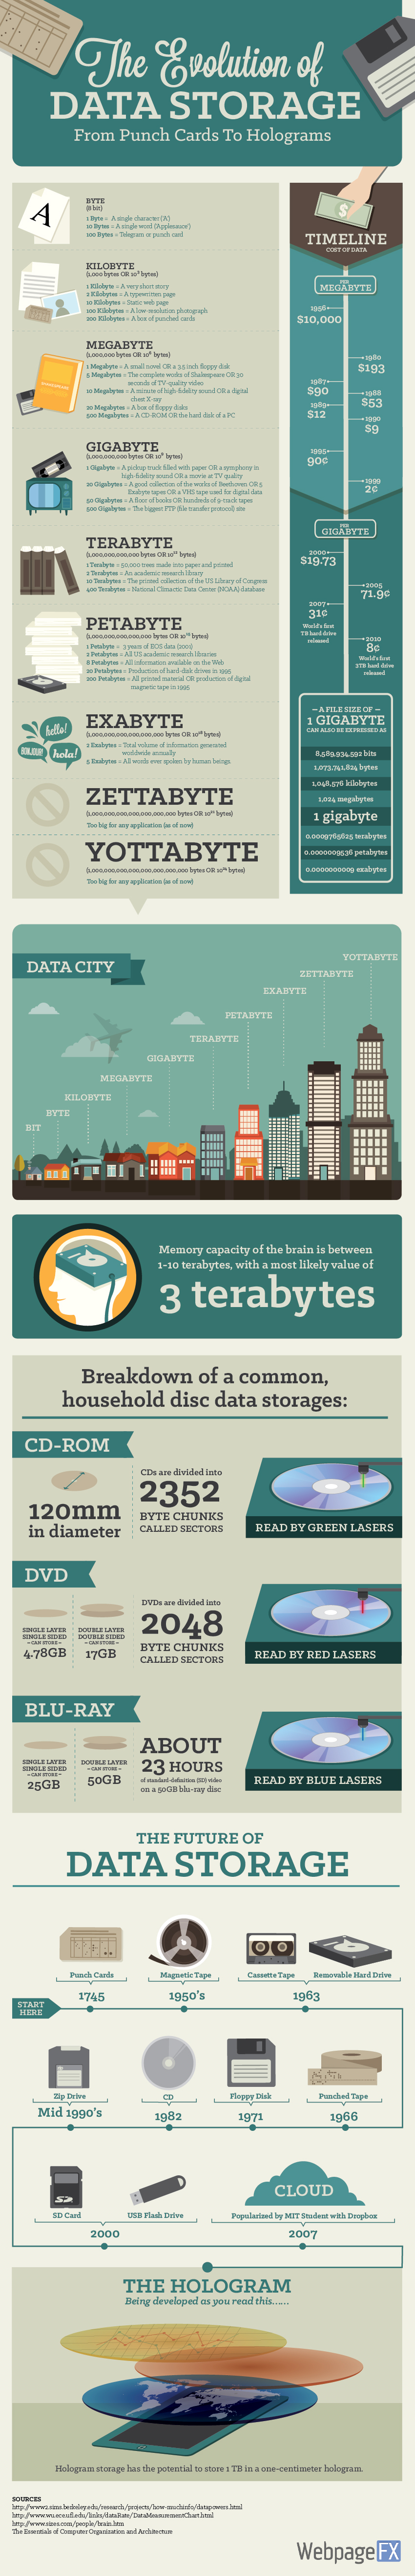 The Evolution of
DATA STORAGE
From Punch Cards To Holograms
A
BYTE
(8 bit)
1 Byte = A single character ('A')
10 Bytes = A single word ('Applesauce')
100 Bytes = Telegram or punch card
KILOBYTE
(1,000 bytes OR 10³ bytes)
1 Kilobyte = A very short story
2 Kilobytes = A typewritten page
10 Kilobytes = Static web page
100 Kilobytes = A low-resolution photograph
200 Kilobytes = A box of punched cards
MEGABYTE
(1,000,000 bytes OR 10⁶ bytes)
1 Megabyte = A small novel OR a 3.5 inch floppy disk
5 Megabytes = The complete works of Shakespeare OR 30
seconds of TV-quality video
10 Megabytes = A minute of high-fidelity sound OR a digital
chest X-ray
20 Megabytes = A box of floppy disks
500 Megabytes = A CD-ROM OR the hard disk of a PC
GIGABYTE
(1,000,000,000 bytes OR 10⁹ bytes)
1 Gigabyte = A pickup truck filled with paper OR a symphony in
high-fidelity sound OR a movie at TV quality
20 Gigabytes = A good collection of the works of Beethoven OR 5
Exabyte tapes OR a VHS tape used for digital data
50 Gigabytes = A floor of books OR hundreds of 9-track tapes
500 Gigabytes = The biggest FTP (file transfer protocol) site
TERABYTE
(1,000,000,000,000 bytes OR 10¹² bytes)
1 Terabyte = 50,000 trees made into paper and printed
2 Terabytes = An academic research library
10 Terabytes = The printed collection of the US Library of Congress
400 Terabytes = National Climactic Data Center (NOAA) database
PETABYTE
(1,000,000,000,000,000 bytes OR 10¹⁵ bytes)
1 Petabyte = 3 years of EOS data (2001)
2 Petabytes = All US academic research libraries
8 Petabytes = All information available on the Web
20 Petabytes = Production of hard-disk drives in 1995
200 Petabytes = All printed material OR production of digital
magnetic tape in 1995
hello!
BONJOUR!
hola!
EXABYTE
(1,000,000,000,000,000,000 bytes OR 10¹⁸ bytes)
2 Exabytes = Total volume of information generated
worldwide annually
5 Exabytes = All words ever spoken by human beings.
ZETTABYTE
(1,000,000,000,000,000,000,000 bytes OR 10²¹ bytes)
Too big for any application (as of now)
YOTTABYTE
(1,000,000,000,000,000,000,000,000 bytes OR 10²⁴ bytes)
Too big for any application (as of now)
TIMELINE
COST OF DATA
PER
MEGABYTE
1956
$10,000
1980
$193
1987
$90
1988
$53
1989
$12
1990
$9
1995
90¢
1999
2¢
PER
GIGABYTE
2000
$19.73
2005
71.9¢
2007
31¢
World's first
TB hard drive
released
2010
8¢
World's first
3TB hard drive
released
A FILE SIZE OF
1 GIGABYTE
CAN ALSO BE EXPRESSED AS
8,589,934,592 bits
1,073,741,824 bytes
1,048,576 kilobytes
1,024 megabytes
1 gigabyte
0.0009765625 terabytes
0.0000009536 petabytes
0.0000000009 exabytes
DATA CITY
YOTTABYTE
ZETTABYTE
EXABYTE
PETABYTE
TERABYTE
GIGABYTE
MEGABYTE
KILOBYTE
BYTE
BIT
Memory capacity of the brain is between
1-10 terabytes, with a most likely value of
3 terabytes
Breakdown of a common,
household disc data storages:
CD-ROM
120mm
in diameter
CDs are divided into
2352
BYTE CHUNKS
CALLED SECTORS
READ BY GREEN LASERS
DVD
SINGLE LAYER
SINGLE SIDED
– CAN STORE –
4.78GB
DOUBLE LAYER
DOUBLE SIDED
– CAN STORE –
17GB
DVDs are divided into
2048
BYTE CHUNKS
CALLED SECTORS
READ BY RED LASERS
BLU-RAY
SINGLE LAYER
SINGLE SIDED
– CAN STORE –
25GB
DOUBLE LAYER
– CAN STORE –
50GB
ABOUT
23 HOURS
of standard-definition (SD) video
on a 50GB blu-ray disc
READ BY BLUE LASERS
THE FUTURE OF
DATA STORAGE
Punch Cards
1745
Magnetic Tape
1950's
Cassette Tape
Removable Hard Drive
1963
START
HERE
Zip Drive
Mid 1990's
CD
1982
Floppy Disk
1971
Punched Tape
1966
SD
SD Card
USB Flash Drive
2000
CLOUD
Popularized by MIT Student with Dropbox
2007
THE HOLOGRAM
Being developed as you read this......
Hologram storage has the potential to store 1 TB in a one-centimeter hologram.
SOURCES
http://www2.sims.berkeley.edu/research/projects/how-much-info/datapowers.html
http://www.wu.ece.ufl.edu/links/dataRate/DataMeasurementChart.html
http://www.sizes.com/people/brain.htm
The Essentials of Computer Organization and Architecture
WebpageFX